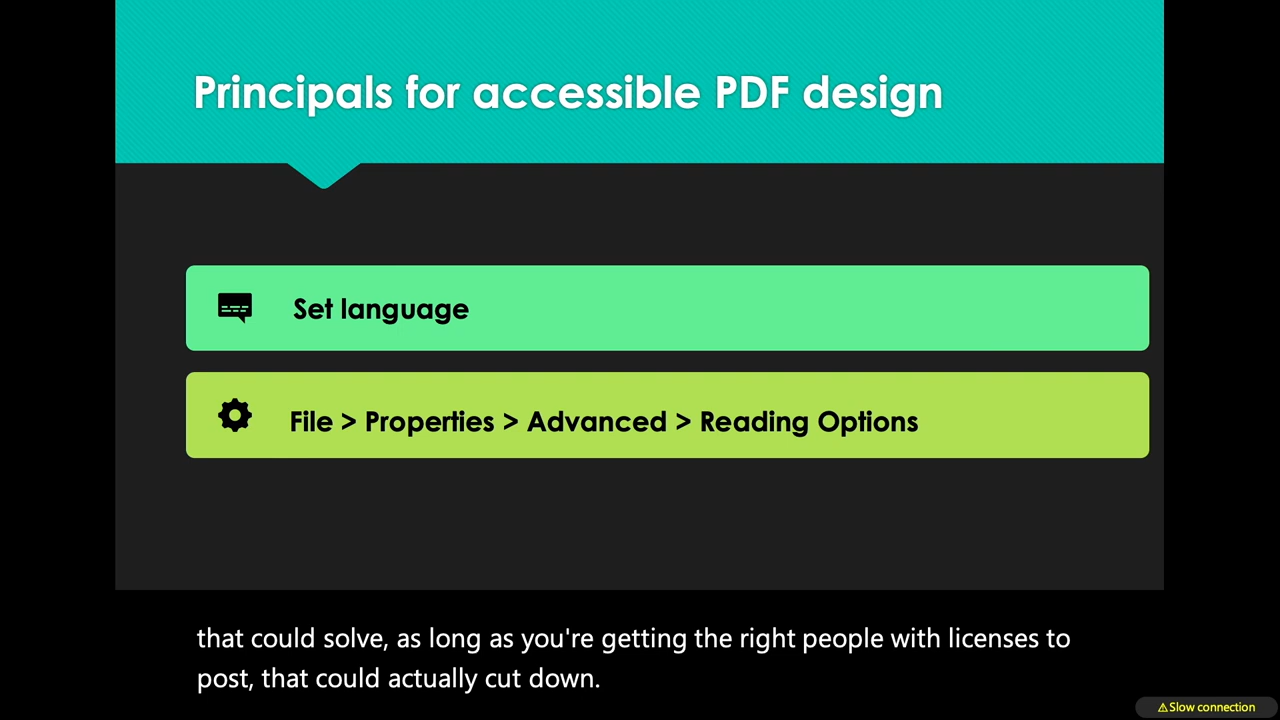 Principals for accessible PDF design
Set language
File > Properties > Advanced > Reading Options
that could solve, as long as you're getting the right people with licenses to
post, that could actually cut down.
⚠Slow connection